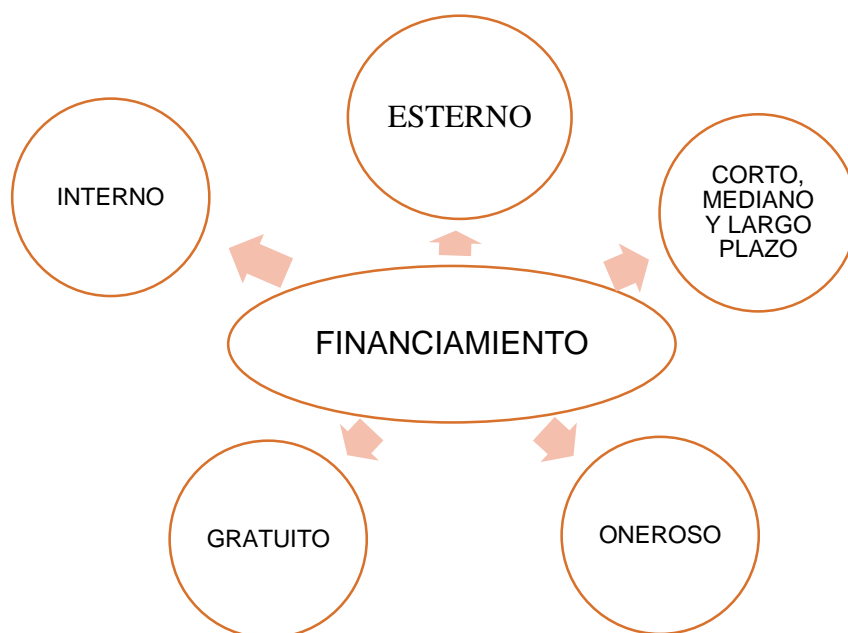 ESTERNO
INTERNO
CORTO,
MEDIANO
Y LARGO
PLAZO
FINANCIAMIENTO
GRATUITO
ONEROSO